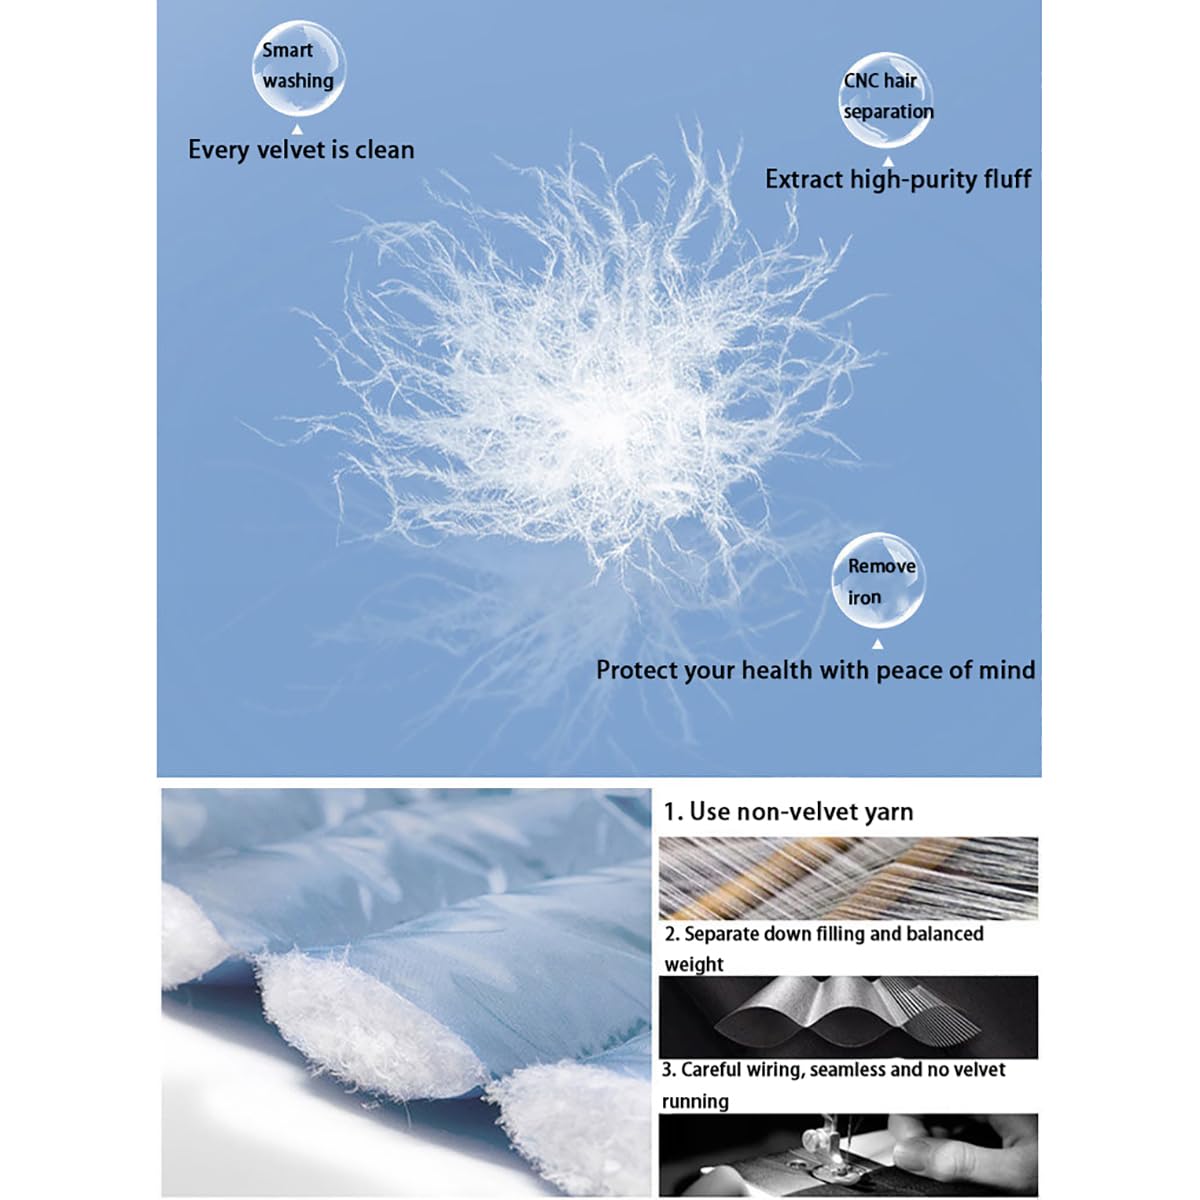 Smart
washing
Every velvet is clean
CNC hair
separation
Extract high-purity fluff
Remove
iron
Protect your health with peace of mind
1. Use non-velvet yarn
2. Separate down filling and balanced
weight
3. Careful wiring, seamless and no velvet
running